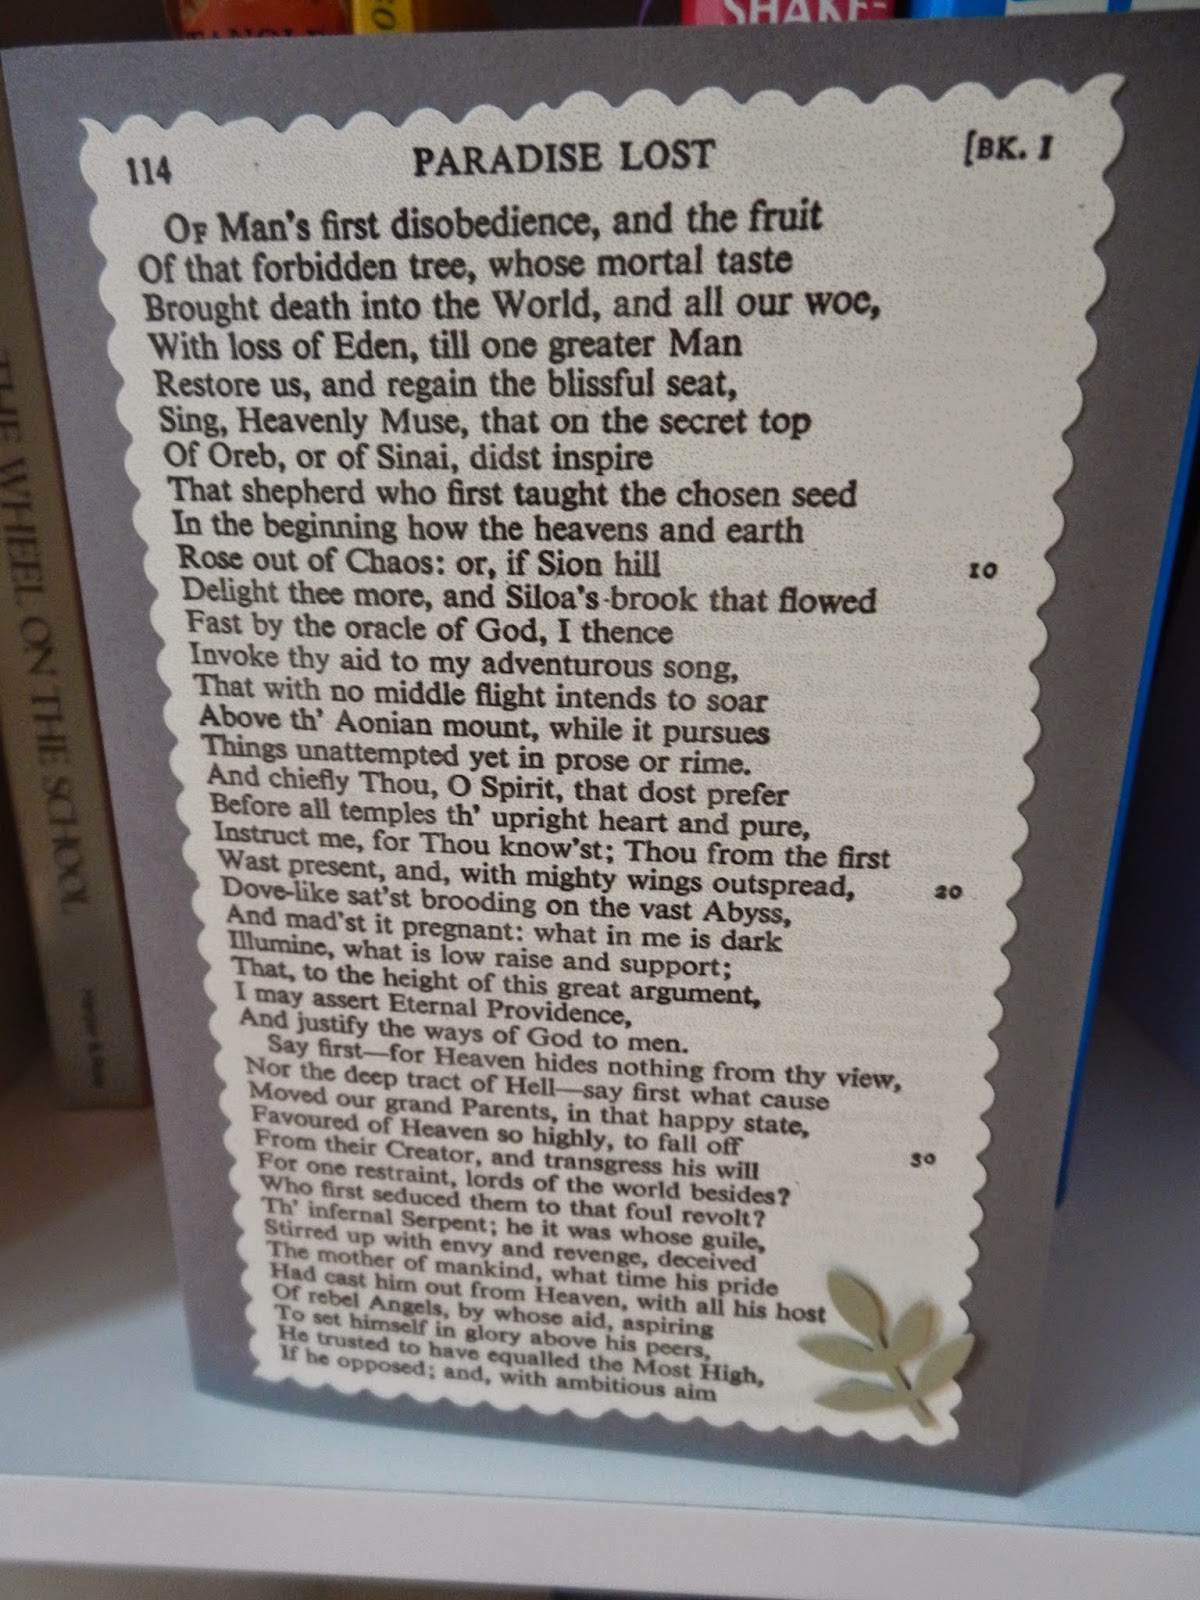 TANGLE
SHAKE-
THE WHEEL ON THE SCHOOL
114 PARADISE LOST [BK. I
OF Man's first disobedience, and the fruit
Of that forbidden tree, whose mortal taste
Brought death into the World, and all our woe,
With loss of Eden, till one greater Man
Restore us, and regain the blissful seat,
Sing, Heavenly Muse, that on the secret top
Of Oreb, or of Sinai, didst inspire
That shepherd who first taught the chosen seed
In the beginning how the heavens and earth
Rose out of Chaos: or, if Sion hill 10
Delight thee more, and Siloa's brook that flowed
Fast by the oracle of God, I thence
Invoke thy aid to my adventurous song,
That with no middle flight intends to soar
Above th' Aonian mount, while it pursues
Things unattempted yet in prose or rime.
And chiefly Thou, O Spirit, that dost prefer
Before all temples th' upright heart and pure,
Instruct me, for Thou know'st; Thou from the first
Wast present, and, with mighty wings outspread, 20
Dove-like sat'st brooding on the vast Abyss,
And mad'st it pregnant: what in me is dark
Illumine, what is low raise and support;
That, to the height of this great argument,
I may assert Eternal Providence,
And justify the ways of God to men.
Say first—for Heaven hides nothing from thy view,
Nor the deep tract of Hell—say first what cause
Moved our grand Parents, in that happy state,
Favoured of Heaven so highly, to fall off 30
From their Creator, and transgress his will
For one restraint, lords of the world besides?
Who first seduced them to that foul revolt?
Th' infernal Serpent; he it was whose guile,
Stirred up with envy and revenge, deceived
The mother of mankind, what time his pride
Had cast him out from Heaven, with all his host
Of rebel Angels, by whose aid, aspiring
To set himself in glory above his peers,
He trusted to have equalled the Most High,
If he opposed; and, with ambitious aim